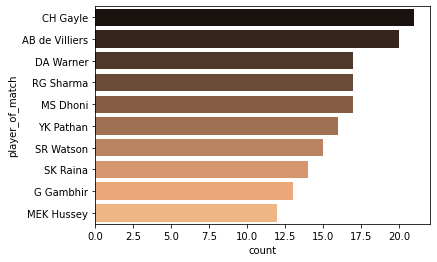 CH Gayle
AB de Villiers
DA Warner
RG Sharma
MS Dhoni
YK Pathan
SR Watson
SK Raina
G Gambhir
MEK Hussey
player_of_match
0.0 2.5 5.0 7.5 10.0 12.5 15.0 17.5 20.0
count